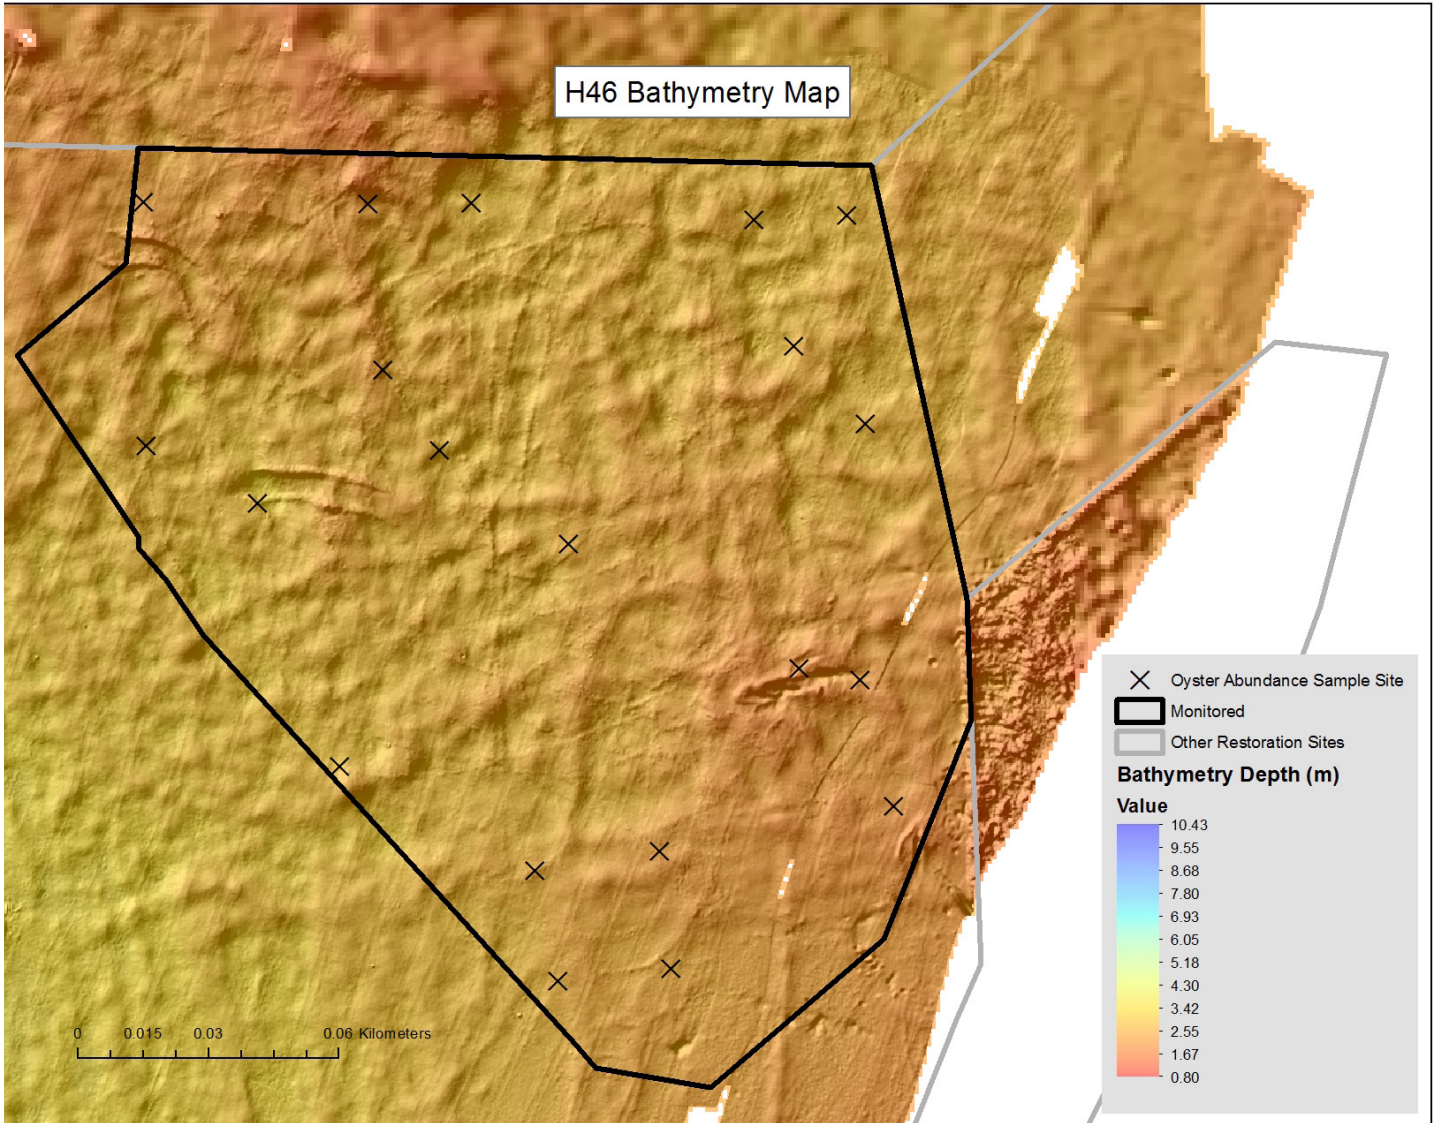 H46 Bathymetry Map
Oyster Abundance Sample Site
Monitored
Other Restoration Sites
Bathymetry Depth (m)
Value
10.43
9.55
8.68
7.80
6.93
6.05
5.18
4.30
3.42
2.55
1.67
0.80
0 0.015 0.03 0.06 Kilometers